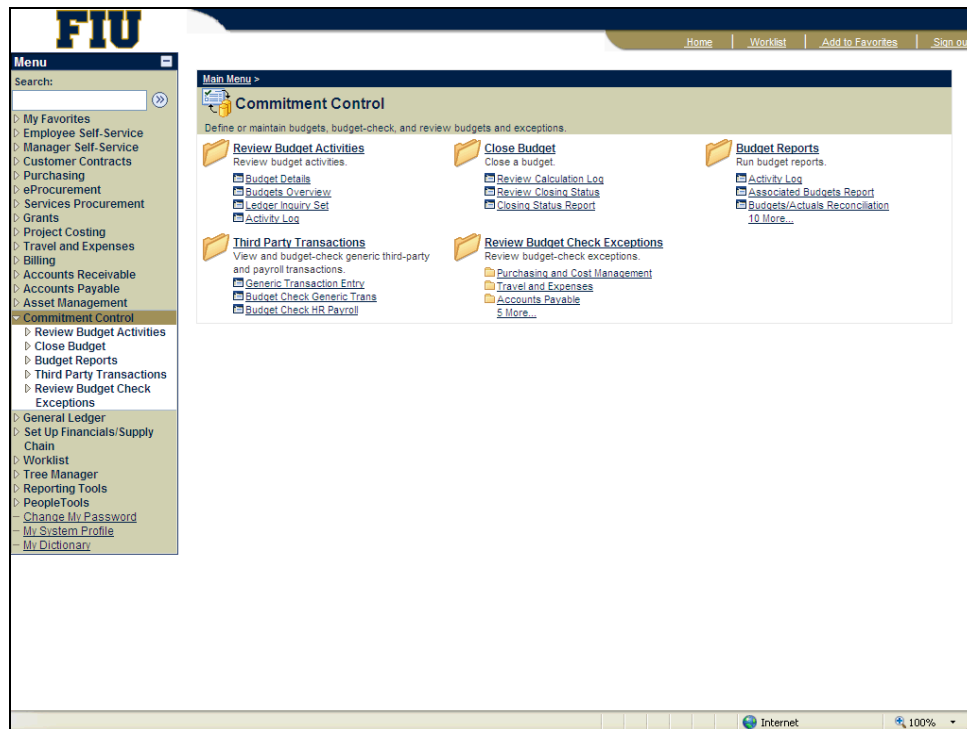 FIU
Home
Worklist
Add to Favorites
Sign ou
Menu
Search:
My Favorites
Employee Self-Service
Manager Self-Service
Customer Contracts
Purchasing
eProcurement
Services Procurement
Grants
Project Costing
Travel and Expenses
Billing
Accounts Receivable
Accounts Payable
Asset Management
Commitment Control
Review Budget Activities
Close Budget
Budget Reports
Third Party Transactions
Review Budget Check
Exceptions
General Ledger
Set Up Financials/Supply
Chain
Worklist
Tree Manager
Reporting Tools
PeopleTools
Change My Password
My System Profile
My Dictionary
Main Menu >
Commitment Control
Define or maintain budgets, budget-check, and review budgets and exceptions.
Review Budget Activities
Review budget activities.
Budget Details
Budgets Overview
Ledger Inquiry Set
Activity Log
Close Budget
Close a budget.
Review Calculation Log
Review Closing Status
Closing Status Report
Budget Reports
Run budget reports.
Activity Log
Associated Budgets Report
Budgets/Actuals Reconciliation
10 More...
Third Party Transactions
View and budget-check generic third-party
and payroll transactions.
Generic Transaction Entry
Budget Check Generic Trans
Budget Check HR Payroll
Review Budget Check Exceptions
Review budget-check exceptions.
Purchasing and Cost Management
Travel and Expenses
Accounts Payable
5 More...
Internet
100%